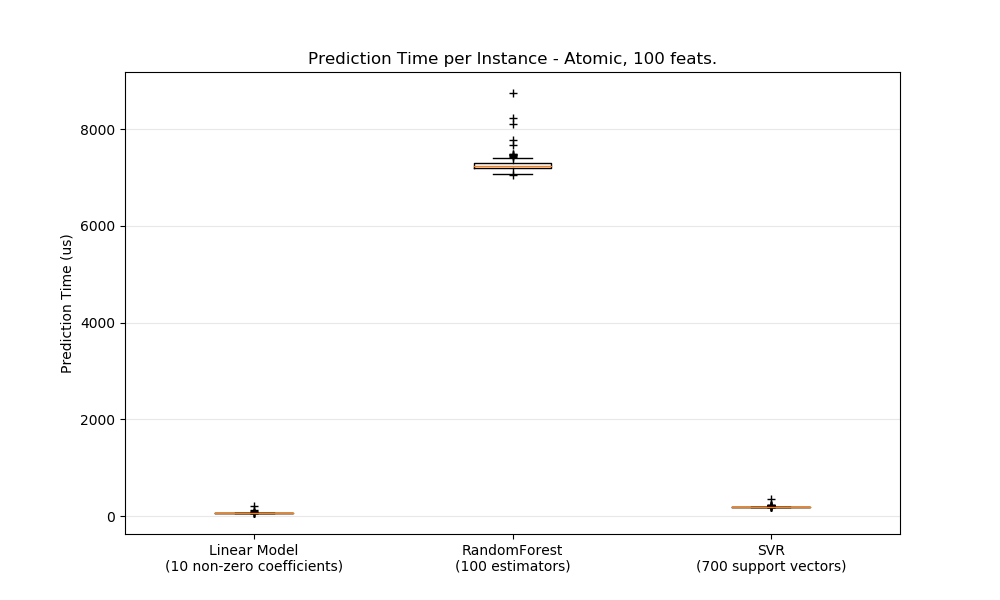 Prediction Time per Instance - Atomic, 100 feats.
Prediction Time (us)
8000
6000
4000
2000
0
Linear Model
(10 non-zero coefficients)
RandomForest
(100 estimators)
SVR
(700 support vectors)